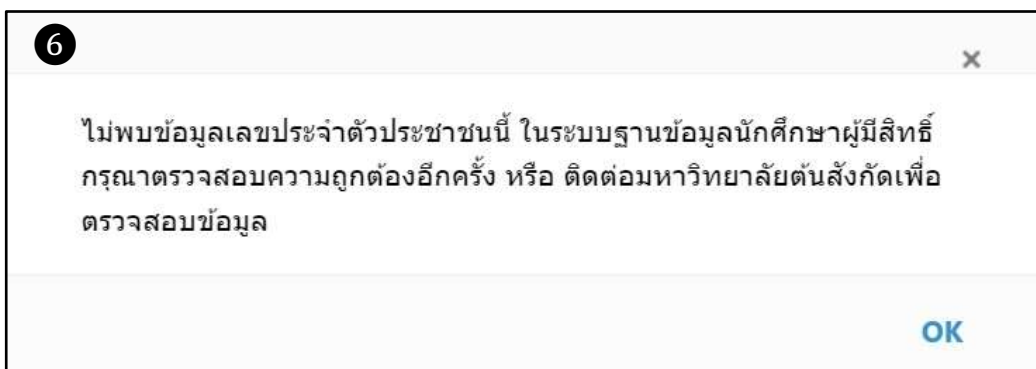 6
×
ไม่พบข้อมูลเลขประจำตัวประชาชนนี้ ในระบบฐานข้อมูลนักศึกษาผู้มีสิทธิ์
กรุณาตรวจสอบความถูกต้องอีกครั้ง หรือ ติดต่อมหาวิทยาลัยต้นสังกัดเพื่อ
ตรวจสอบข้อมูล
OK